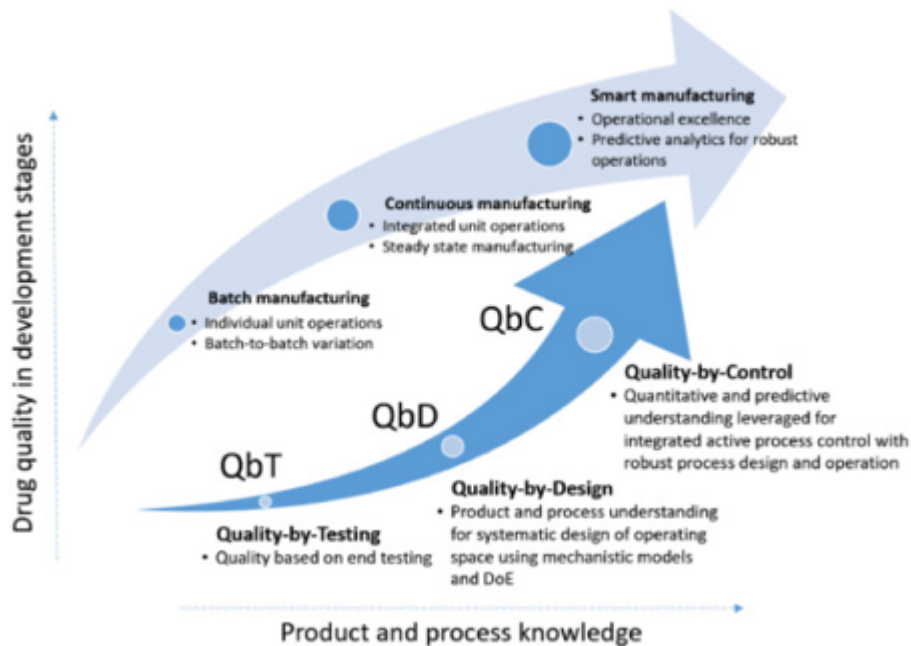 Drug quality in development stages
Smart manufacturing
• Operational excellence
• Predictive analytics for robust
operations
Continuous manufacturing
• Integrated unit operations
• Steady state manufacturing
Batch manufacturing
• Individual unit operations
• Batch-to-batch variation
QbC
Quality-by-Control
• Quantitative and predictive
understanding leveraged for
integrated active process control with
robust process design and operation
QbD
Quality-by-Design
• Product and process understanding
for systematic design of operating
space using mechanistic models
and DoE
QbT
Quality-by-Testing
• Quality based on end testing
Product and process knowledge